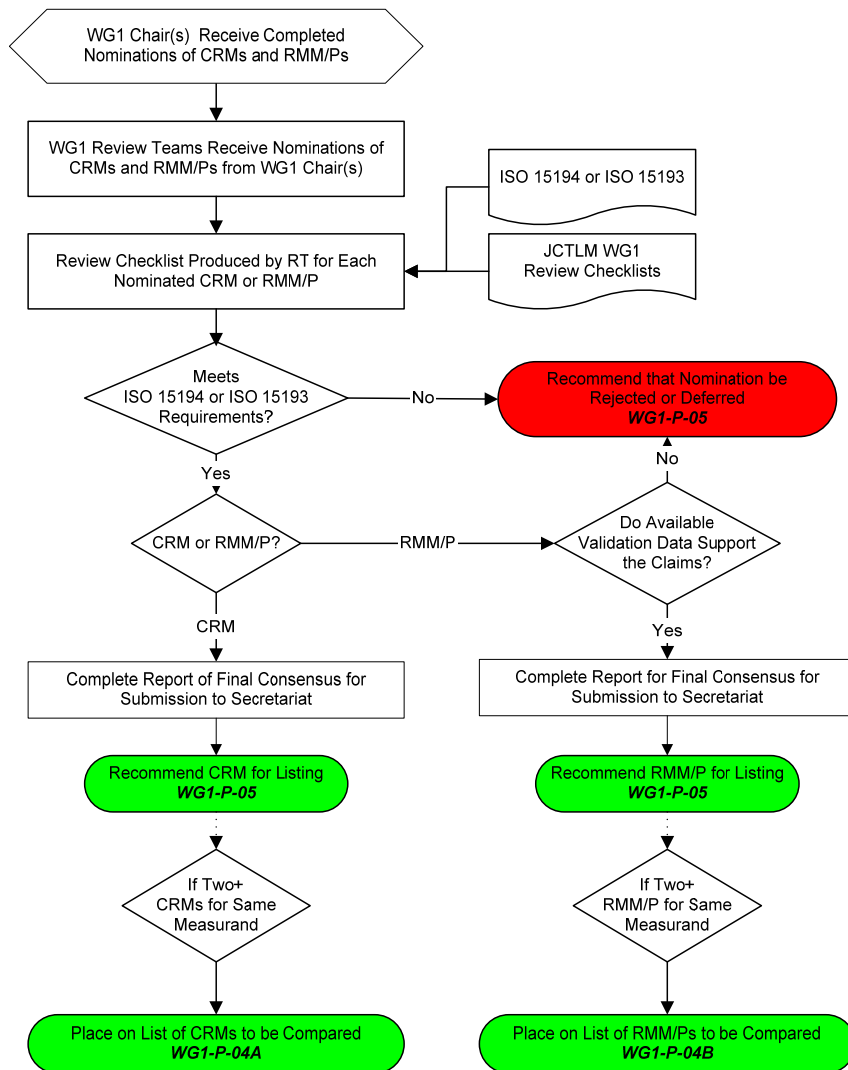 WG1 Chair(s) Receive Completed
Nominations of CRMs and RMM/Ps
WG1 Review Teams Receive Nominations of
CRMs and RMM/Ps from WG1 Chair(s)
ISO 15194 or ISO 15193
Review Checklist Produced by RT for Each
Nominated CRM or RMM/P
JCTLM WG1
Review Checklists
Meets
ISO 15194 or ISO 15193
Requirements?
No
Recommend that Nomination be
Rejected or Deferred
WG1-P-05
Yes
No
CRM or RMM/P?
RMM/P
Do Available
Validation Data Support
the Claims?
CRM
Yes
Complete Report of Final Consensus for
Submission to Secretariat
Complete Report for Final Consensus for
Submission to Secretariat
Recommend CRM for Listing
WG1-P-05
Recommend RMM/P for Listing
WG1-P-05
If Two+
CRMs for Same
Measurand
If Two+
RMM/P for Same
Measurand
Place on List of CRMs to be Compared
WG1-P-04A
Place on List of RMM/Ps to be Compared
WG1-P-04B